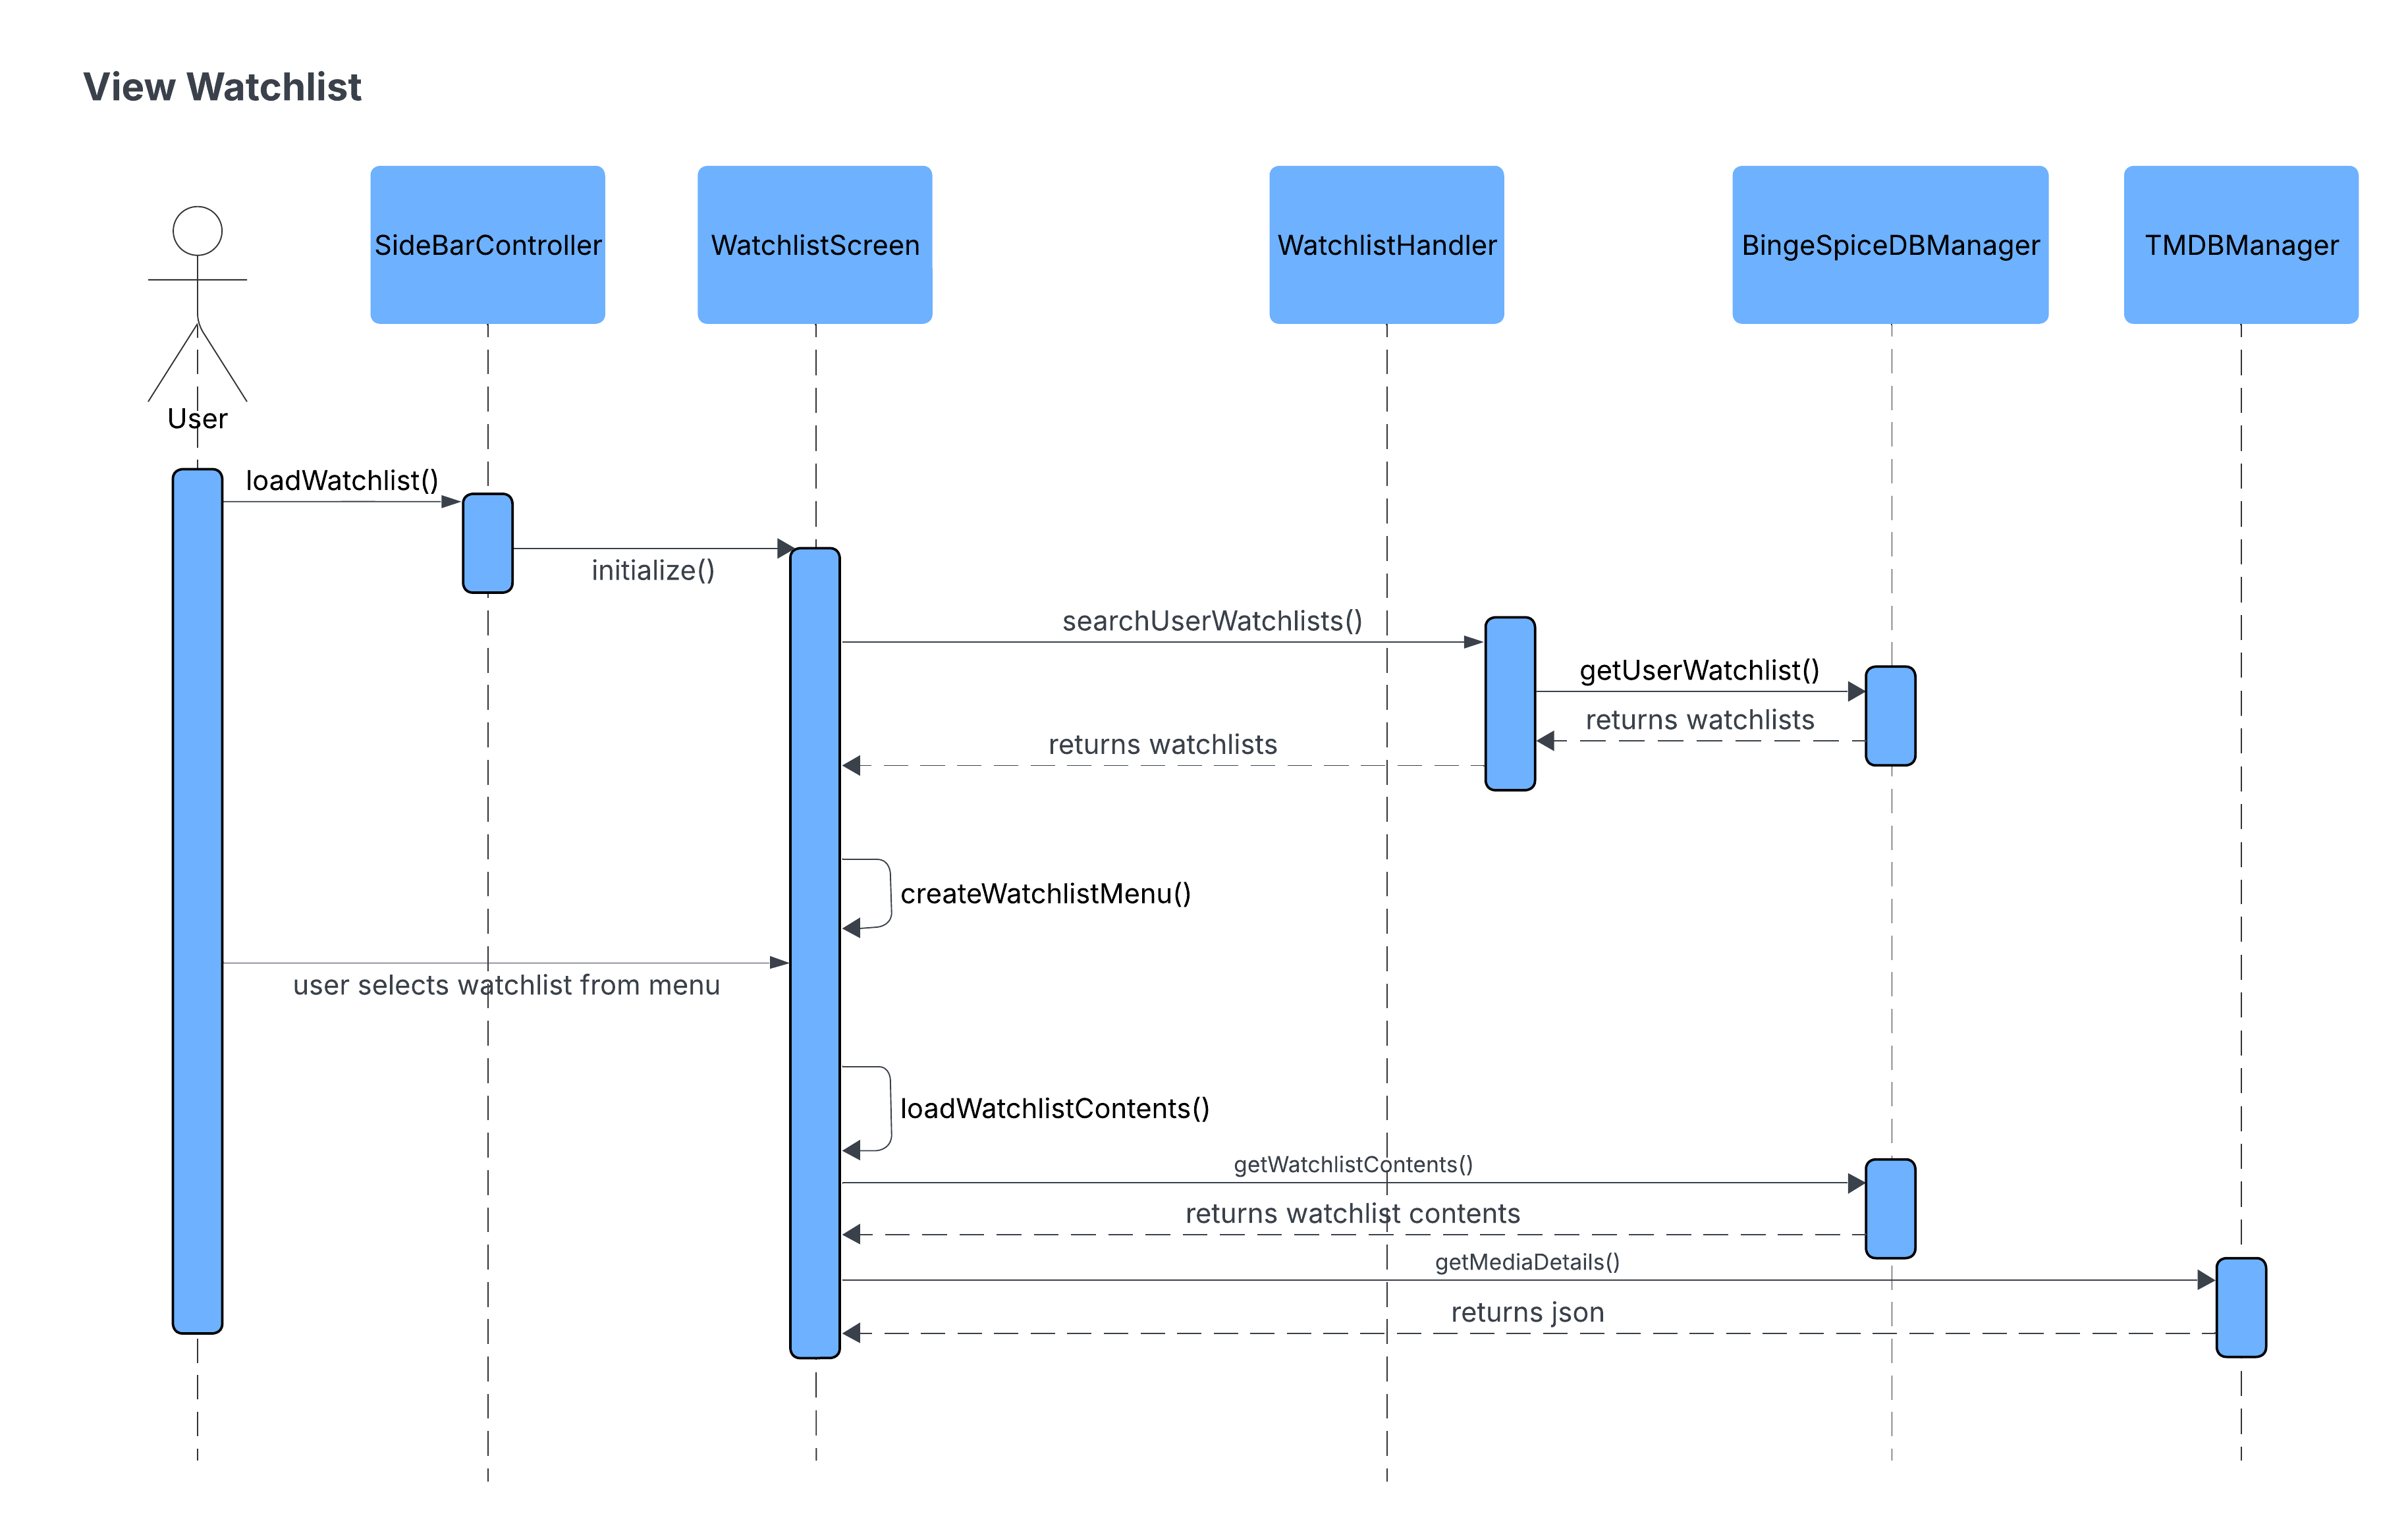 View Watchlist
SideBarController
WatchlistScreen
WatchlistHandler
BingeSpiceDBManager
TMDBManager
User
loadWatchlist()
initialize()
searchUserWatchlists()
getUserWatchlist()
returns watchlists
returns watchlists
createWatchlistMenu()
user selects watchlist from menu
loadWatchlistContents()
getWatchlistContents()
returns watchlist contents
getMediaDetails()
returns json